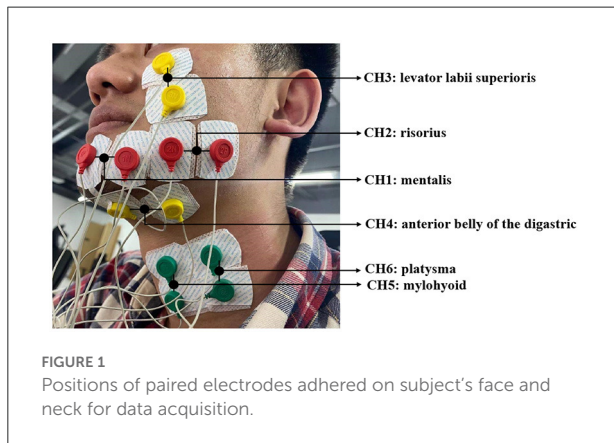 CH3: levator labii superioris
CH2: risorius
CH1: mentalis
CH4: anterior belly of the digastric
CH6: platysma
CH5: mylohyoid
FIGURE 1
Positions of paired electrodes adhered on subject's face and
neck for data acquisition.